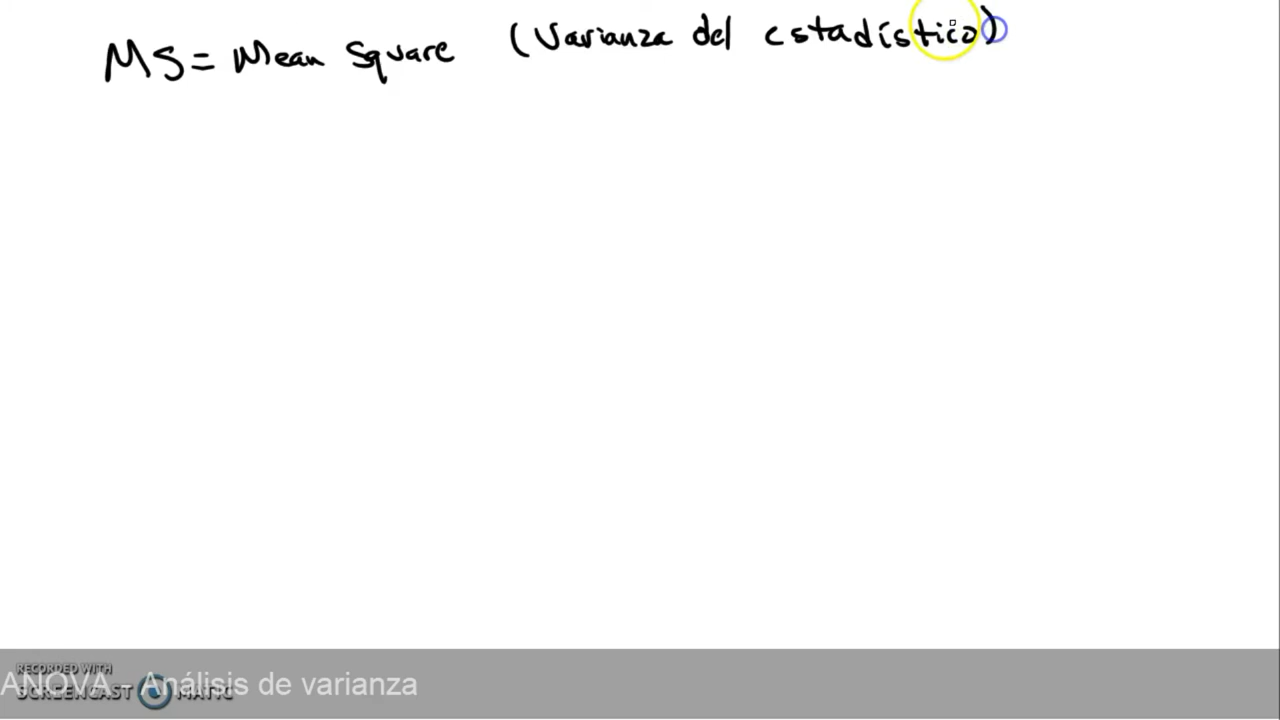 MS = Mean Square (Varianza del estadístico)
RECORDED WITH
SCREENCAST MATIC
ANOVA - Análisis de varianza